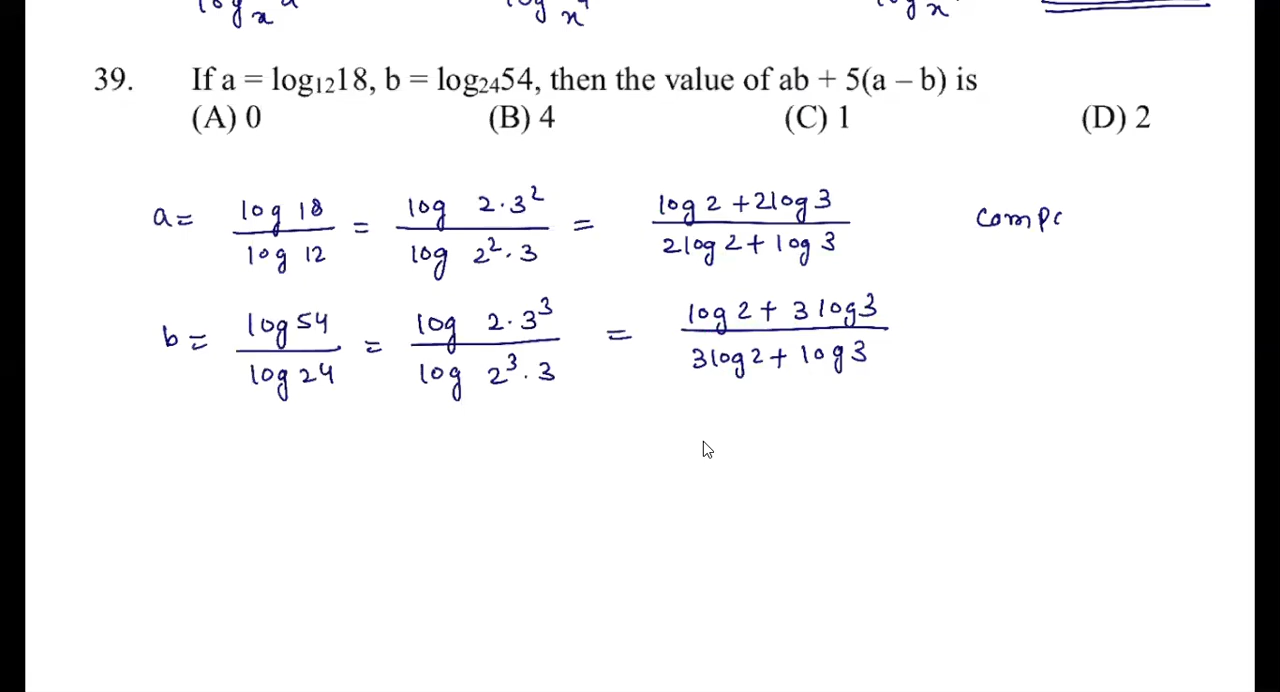 39. If a = log₁₂18, b = log₂₄54, then the value of ab + 5(a – b) is
(A) 0 (B) 4 (C) 1 (D) 2
a = log 18 / log 12 = log 2·3² / log 2²·3 = log 2 + 2log 3 / 2log 2 + log 3 Compc
b = log 54 / log 24 = log 2·3³ / log 2³·3 = log 2 + 3 log 3 / 3log 2 + log 3